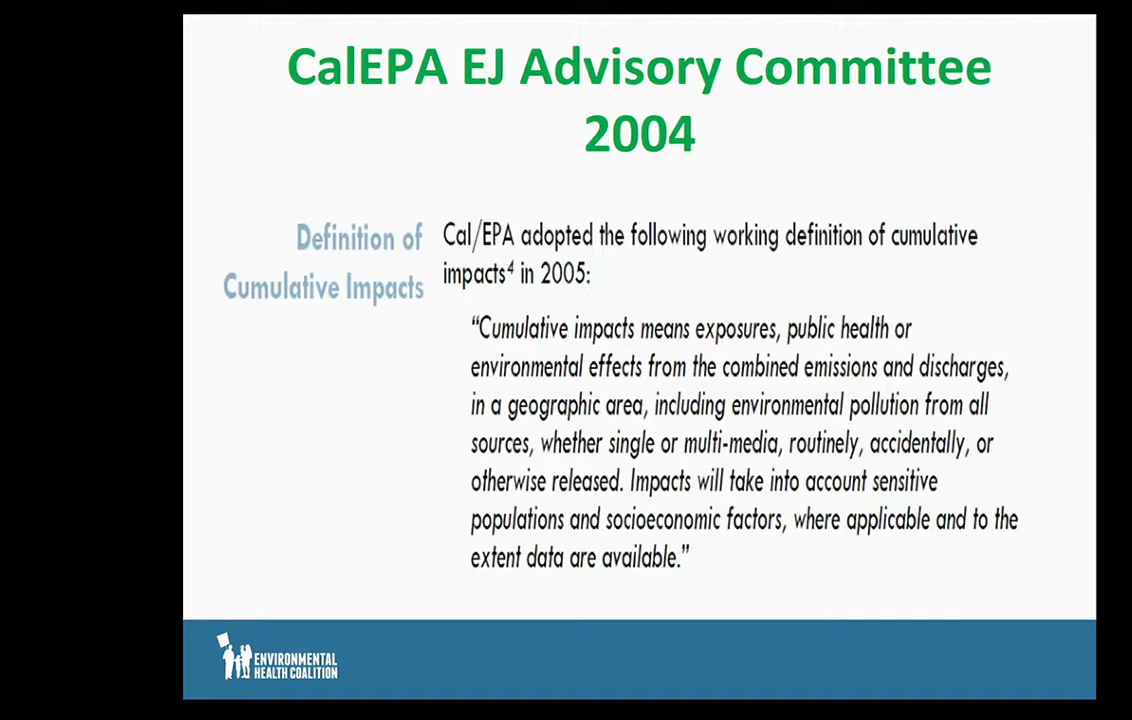 CalEPA EJ Advisory Committee
2004
Definition of
Cumulative Impacts
Cal/EPA adopted the following working definition of cumulative
impacts⁴ in 2005:
“Cumulative impacts means exposures, public health or
environmental effects from the combined emissions and discharges,
in a geographic area, including environmental pollution from all
sources, whether single or multi-media, routinely, accidentally, or
otherwise released. Impacts will take into account sensitive
populations and socioeconomic factors, where applicable and to the
extent data are available.”
ENVIRONMENTAL
HEALTH COALITION